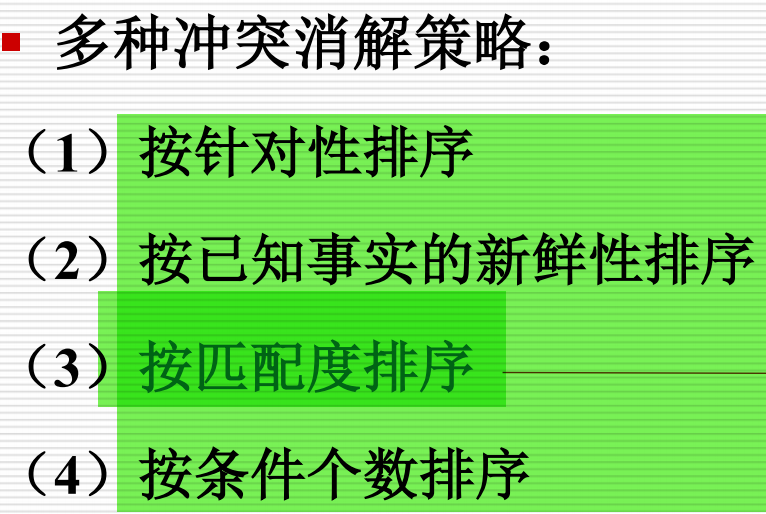 多种冲突消解策略：
（1）按针对性排序
（2）按已知事实的新鲜性排序
（3）按匹配度排序
（4）按条件个数排序